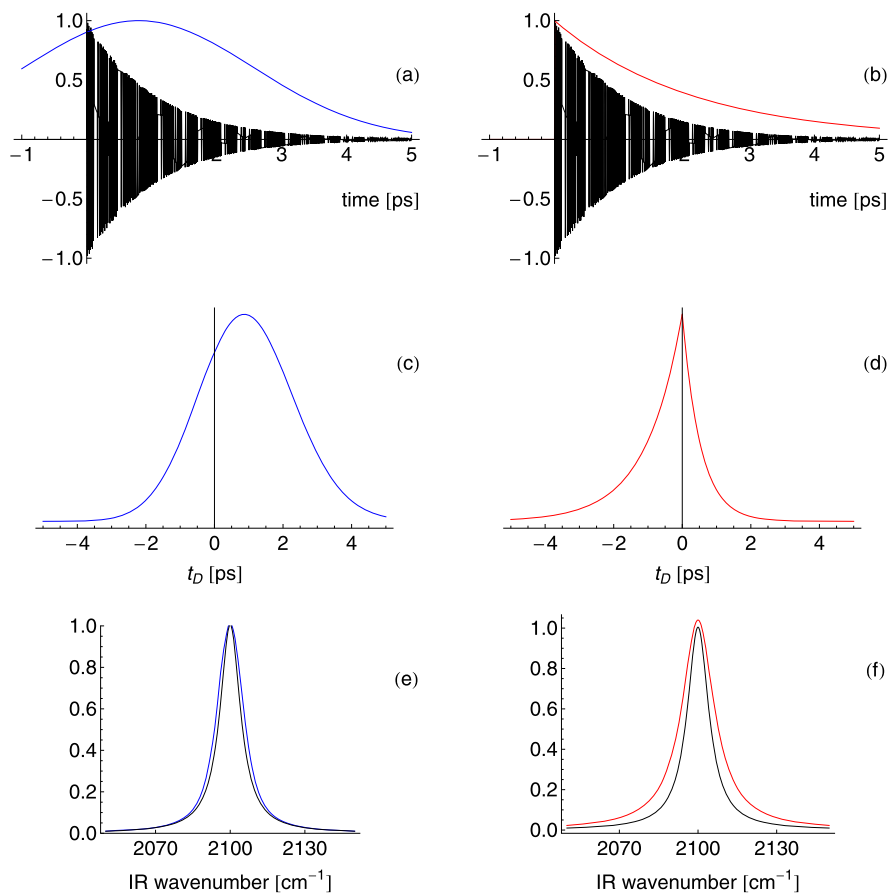 1.0
0.5
(a)
−1 1 2 3 4 5
−0.5
time [ps]
−1.0
1.0
0.5
(b)
−1 1 2 3 4 5
−0.5
time [ps]
−1.0
(c)
−4 −2 0 2 4
t_D [ps]
(d)
−4 −2 0 2 4
t_D [ps]
1.0
0.8
0.6
0.4
0.2
0.0
(e)
2070 2100 2130
IR wavenumber [cm⁻¹]
1.0
0.8
0.6
0.4
0.2
0.0
(f)
2070 2100 2130
IR wavenumber [cm⁻¹]